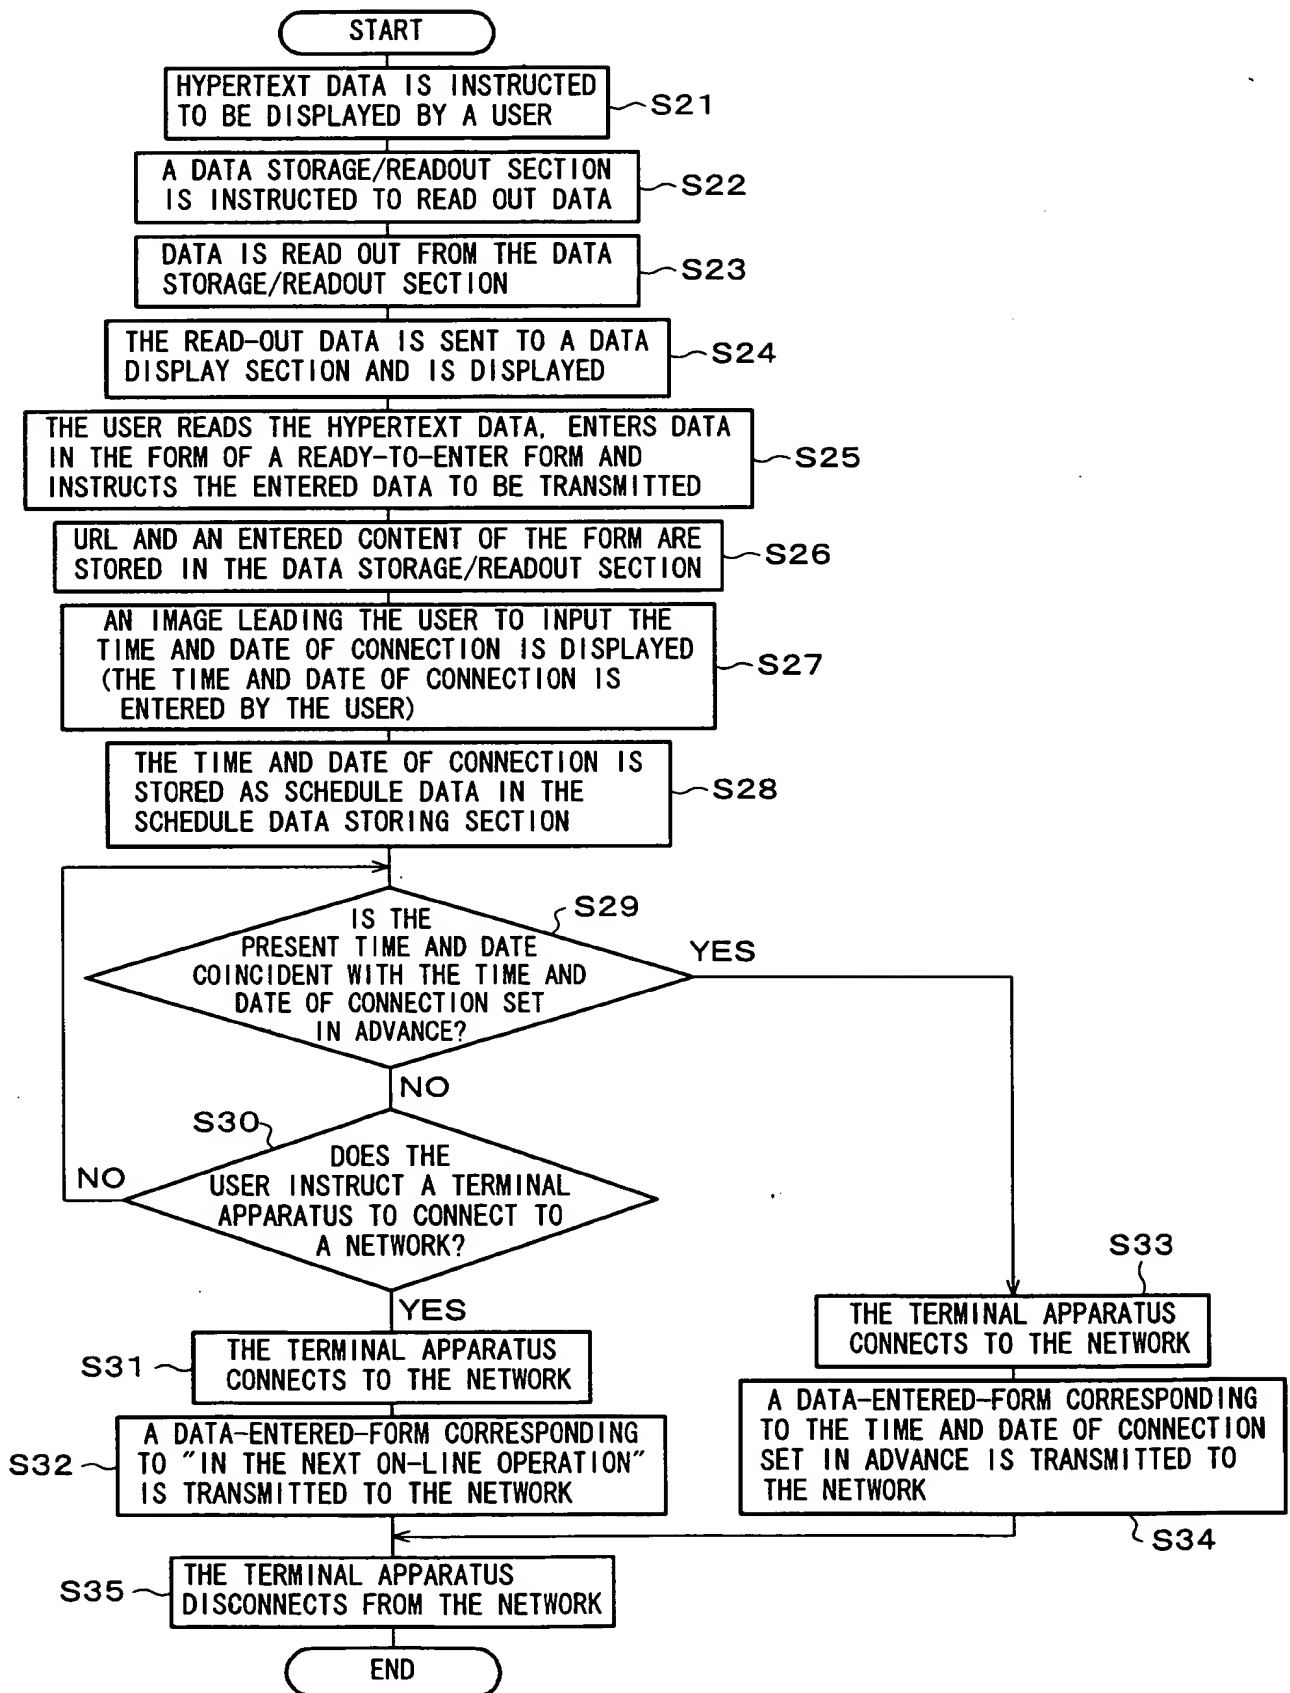 START
HYPERTEXT DATA IS INSTRUCTED
TO BE DISPLAYED BY A USER
S21
A DATA STORAGE/READOUT SECTION
IS INSTRUCTED TO READ OUT DATA
S22
DATA IS READ OUT FROM THE DATA
STORAGE/READOUT SECTION
S23
THE READ-OUT DATA IS SENT TO A DATA
DISPLAY SECTION AND IS DISPLAYED
S24
THE USER READS THE HYPERTEXT DATA, ENTERS DATA
IN THE FORM OF A READY-TO-ENTER FORM AND
INSTRUCTS THE ENTERED DATA TO BE TRANSMITTED
S25
URL AND AN ENTERED CONTENT OF THE FORM ARE
STORED IN THE DATA STORAGE/READOUT SECTION
S26
AN IMAGE LEADING THE USER TO INPUT THE
TIME AND DATE OF CONNECTION IS DISPLAYED
(THE TIME AND DATE OF CONNECTION IS
ENTERED BY THE USER)
S27
THE TIME AND DATE OF CONNECTION IS
STORED AS SCHEDULE DATA IN THE
SCHEDULE DATA STORING SECTION
S28
IS THE
PRESENT TIME AND DATE
COINCIDENT WITH THE TIME AND
DATE OF CONNECTION SET
IN ADVANCE?
S29
YES
NO
S30
DOES THE
USER INSTRUCT A TERMINAL
APPARATUS TO CONNECT TO
A NETWORK?
NO
YES
S31
THE TERMINAL APPARATUS
CONNECTS TO THE NETWORK
S32
A DATA-ENTERED-FORM CORRESPONDING
TO "IN THE NEXT ON-LINE OPERATION"
IS TRANSMITTED TO THE NETWORK
S33
THE TERMINAL APPARATUS
CONNECTS TO THE NETWORK
A DATA-ENTERED-FORM CORRESPONDING
TO THE TIME AND DATE OF CONNECTION
SET IN ADVANCE IS TRANSMITTED TO
THE NETWORK
S34
S35
THE TERMINAL APPARATUS
DISCONNECTS FROM THE NETWORK
END